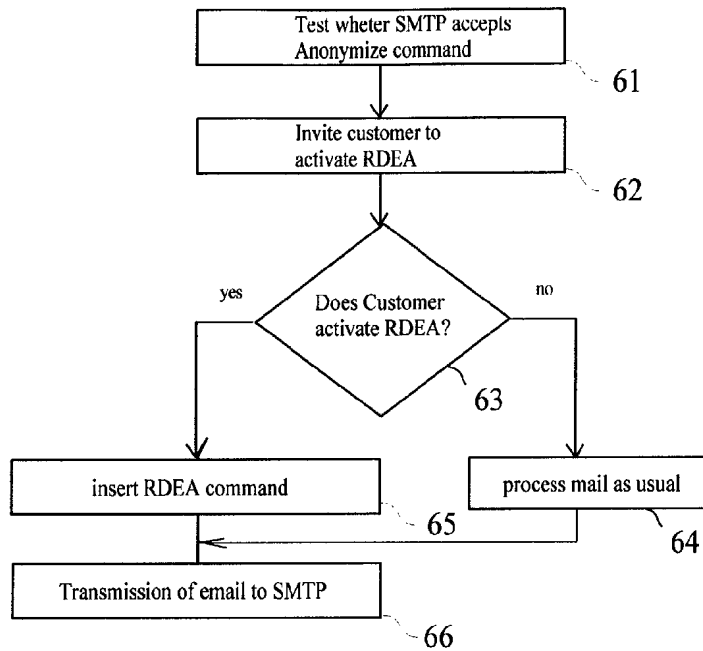 Test wheter SMTP accepts
Anonymize command
61
Invite customer to
activate RDEA
62
yes
Does Customer
activate RDEA?
no
63
insert RDEA command
65
process mail as usual
64
Transmission of email to SMTP
66